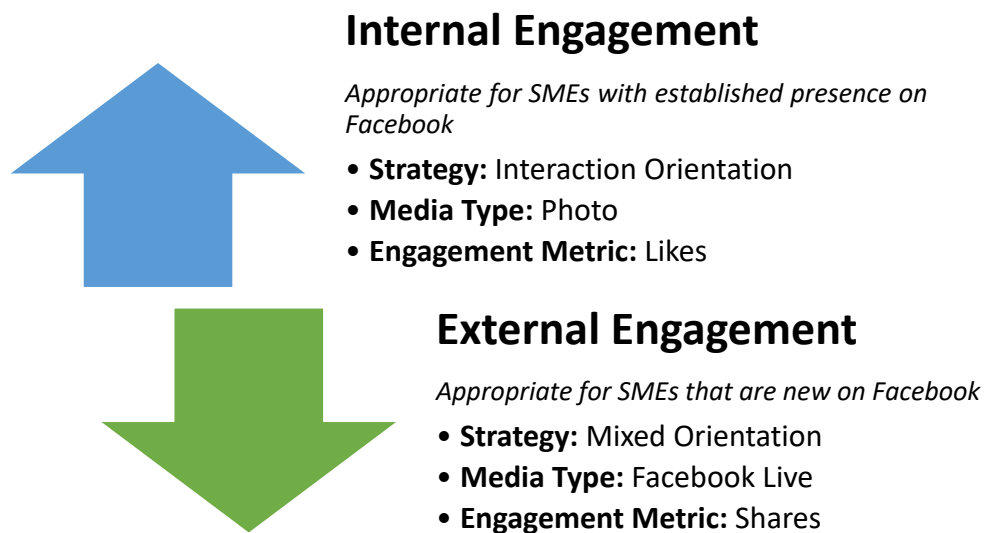 Internal Engagement
Appropriate for SMEs with established presence on
Facebook
• Strategy: Interaction Orientation
• Media Type: Photo
• Engagement Metric: Likes
External Engagement
Appropriate for SMEs that are new on Facebook
• Strategy: Mixed Orientation
• Media Type: Facebook Live
• Engagement Metric: Shares